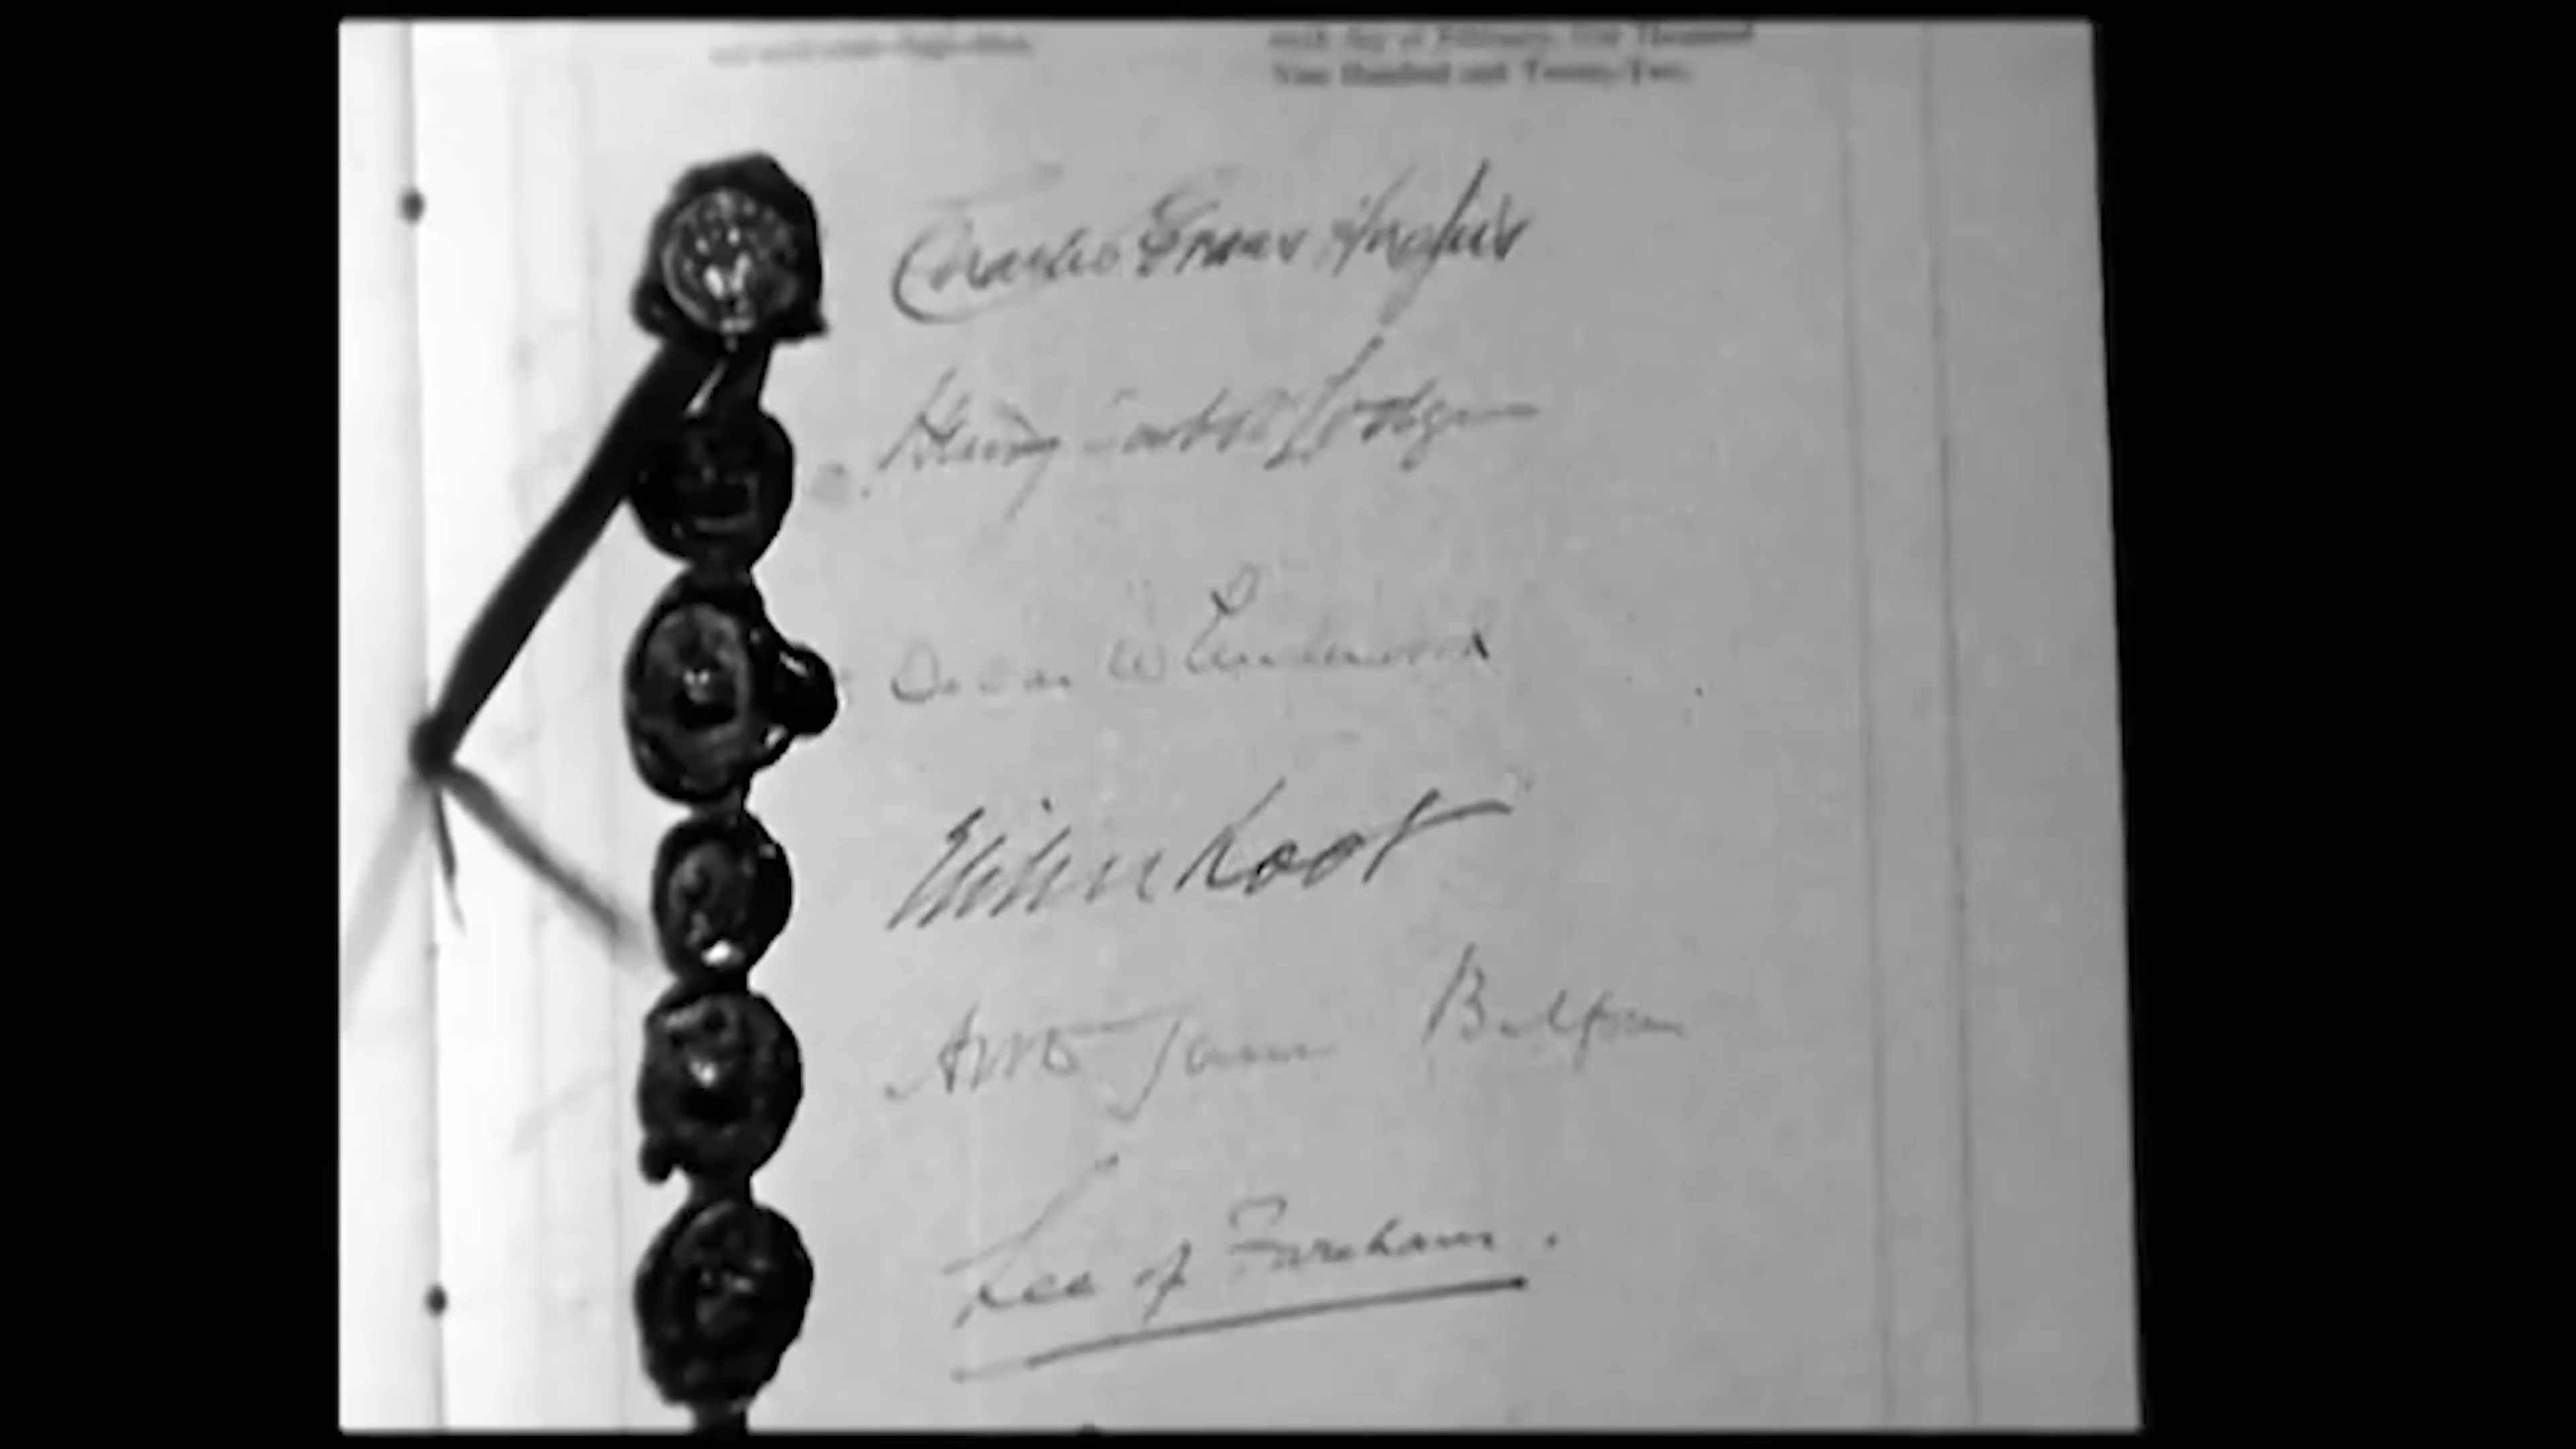 sixth day of February, One Thousand
Nine Hundred and Twenty-Two.
Charles Evans Hughes
Henry Cabot Lodge
Oscar W Underwood
Elihu Root
Arthur James Balfour
Lee of Fareham.